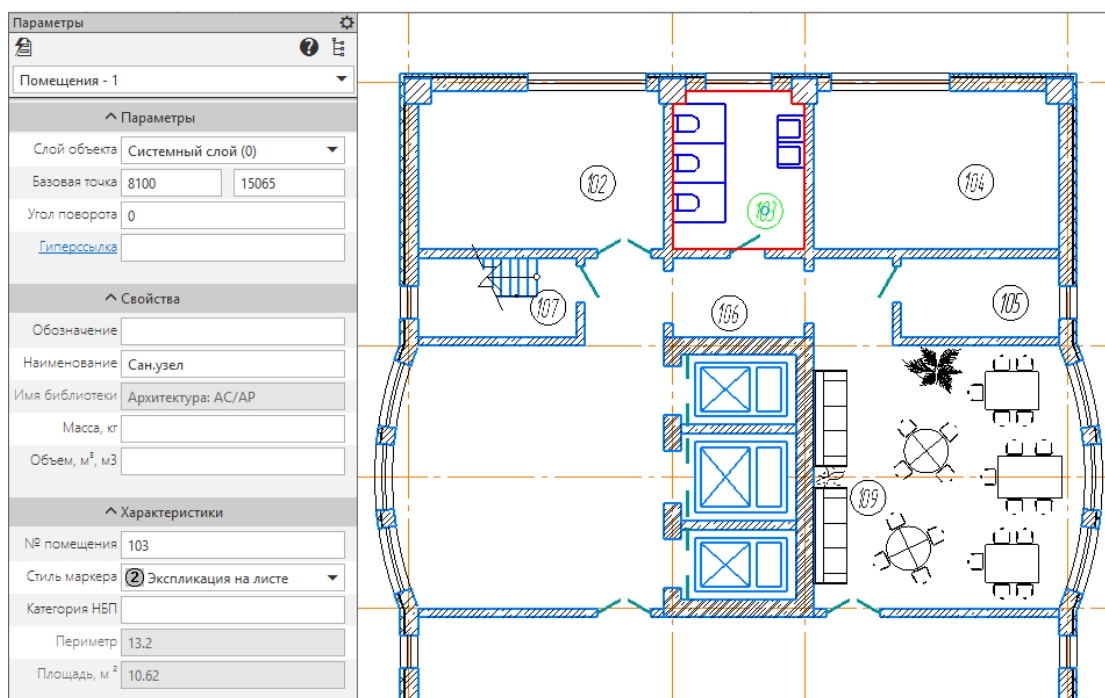 Параметры
Помещения - 1
Параметры
Слой объекта Системный слой (0)
Базовая точка 8100 15065
Угол поворота 0
Гиперссылка
Свойства
Обозначение
Наименование Сан.узел
Имя библиотеки Архитектура: АС/АР
Масса, кг
Объем, м³, м3
Характеристики
№ помещения 103
Стиль маркера 2 Экспликация на листе
Категория НБП
Периметр 13.2
Площадь, м ² 10.62
102
103
104
107
106
105
109